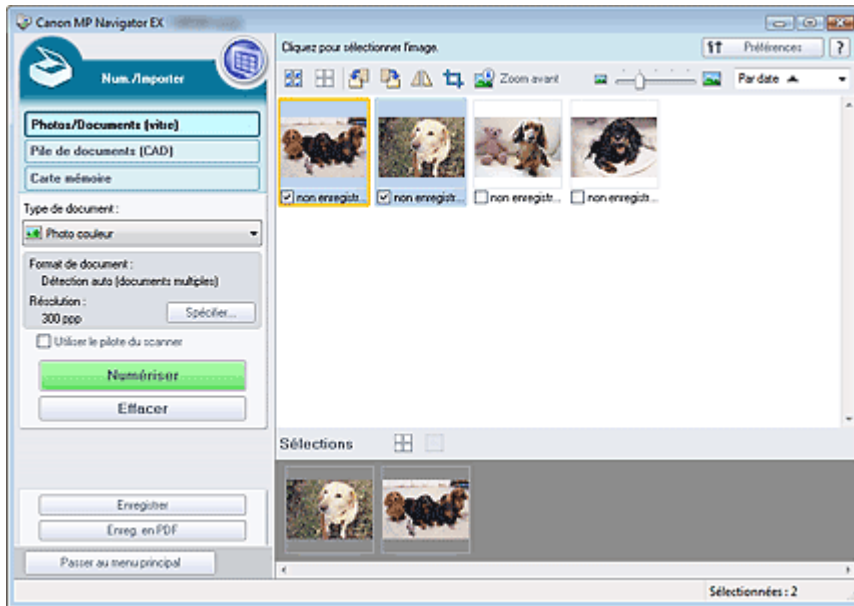 Canon MP Navigator EX
Num./Importer
Photos/Documents (vitre)
Pile de documents (CAD)
Carte mémoire
Type de document :
Photo couleur
Format de document :
Détection auto (documents multiples)
Résolution :
300 ppp
Spécifier...
Utiliser le pilote du scanner
Numériser
Effacer
Enregistrer
Enreg. en PDF
Passer au menu principal
Cliquez pour sélectionner l'image.
Préférences
?
Zoom avant
Par date
non enregistr...
non enregistr...
non enregistr...
non enregistr...
Sélections
Sélectionnées : 2